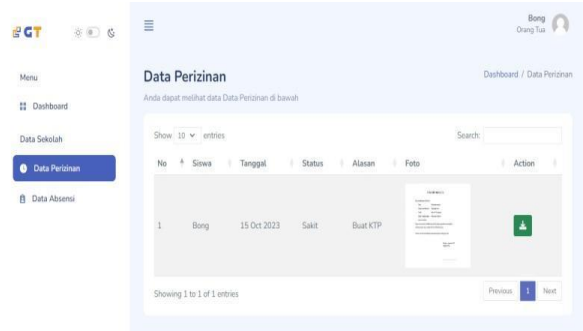 GT
Bong
Orang Tua
Menu
Dashboard
Data Sekolah
Data Perizinan
Data Absensi
Data Perizinan
Dashboard / Data Perizinan
Anda dapat melihat data Data Perizinan di bawah
Show 10 entries
Search:
No Siswa Tanggal Status Alasan Foto Action
1 Bong 15 Oct 2023 Sakit Buat KTP
Showing 1 to 1 of 1 entries
Previous 1 Next